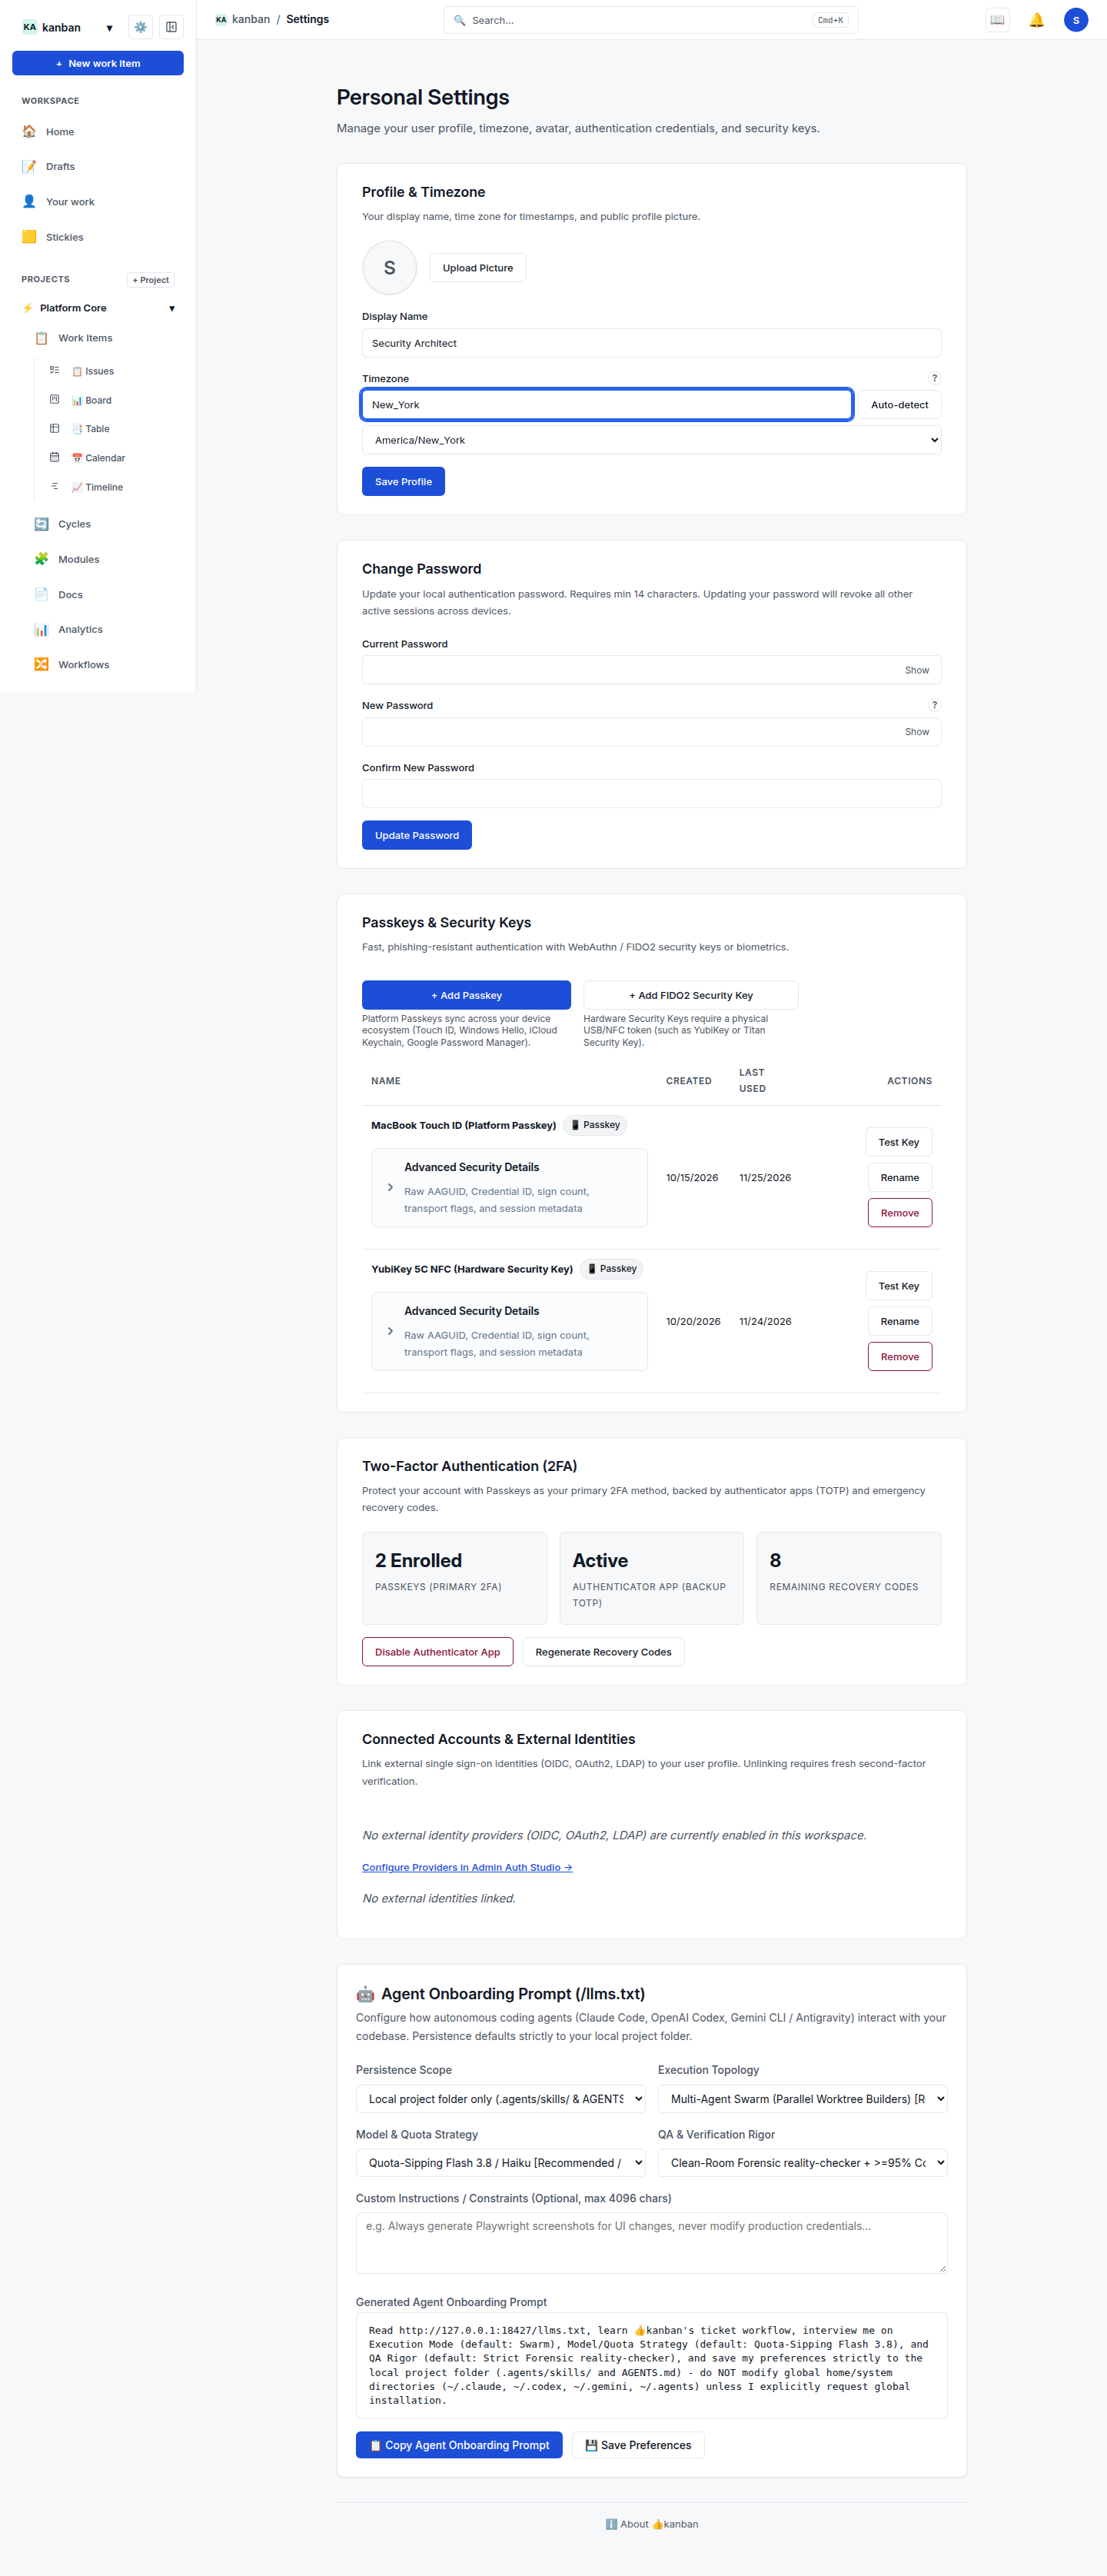 KA kanban ▾ ⚙️
+ New work item
WORKSPACE
🏠 Home
📝 Drafts
👤 Your work
🟨 Stickies
PROJECTS + Project
⚡ Platform Core ▾
📋 Work Items
📋 Issues
📊 Board
📑 Table
📅 Calendar
📈 Timeline
🔄 Cycles
🧩 Modules
📄 Docs
📊 Analytics
🔀 Workflows
KA kanban / Settings
🔍 Search... Cmd+K
📖 🔔 S
Personal Settings
Manage your user profile, timezone, avatar, authentication credentials, and security keys.
Profile & Timezone
Your display name, time zone for timestamps, and public profile picture.
S Upload Picture
Display Name
Security Architect
Timezone ?
New_York Auto-detect
America/New_York
Save Profile
Change Password
Update your local authentication password. Requires min 14 characters. Updating your password will revoke all other
active sessions across devices.
Current Password
Show
New Password ?
Show
Confirm New Password
Update Password
Passkeys & Security Keys
Fast, phishing-resistant authentication with WebAuthn / FIDO2 security keys or biometrics.
+ Add Passkey
Platform Passkeys sync across your device
ecosystem (Touch ID, Windows Hello, iCloud
Keychain, Google Password Manager).
+ Add FIDO2 Security Key
Hardware Security Keys require a physical
USB/NFC token (such as YubiKey or Titan
Security Key).
NAME CREATED LAST USED ACTIONS
MacBook Touch ID (Platform Passkey) 📱 Passkey
Advanced Security Details
Raw AAGUID, Credential ID, sign count,
transport flags, and session metadata
10/15/2026 11/25/2026
Test Key
Rename
Remove
YubiKey 5C NFC (Hardware Security Key) 📱 Passkey
Advanced Security Details
Raw AAGUID, Credential ID, sign count,
transport flags, and session metadata
10/20/2026 11/24/2026
Test Key
Rename
Remove
Two-Factor Authentication (2FA)
Protect your account with Passkeys as your primary 2FA method, backed by authenticator apps (TOTP) and emergency
recovery codes.
2 Enrolled
PASSKEYS (PRIMARY 2FA)
Active
AUTHENTICATOR APP (BACKUP
TOTP)
8
REMAINING RECOVERY CODES
Disable Authenticator App Regenerate Recovery Codes
Connected Accounts & External Identities
Link external single sign-on identities (OIDC, OAuth2, LDAP) to your user profile. Unlinking requires fresh second-factor
verification.
No external identity providers (OIDC, OAuth2, LDAP) are currently enabled in this workspace.
Configure Providers in Admin Auth Studio →
No external identities linked.
🤖 Agent Onboarding Prompt (/llms.txt)
Configure how autonomous coding agents (Claude Code, OpenAI Codex, Gemini CLI / Antigravity) interact with your
codebase. Persistence defaults strictly to your local project folder.
Persistence Scope
Local project folder only (.agents/skills/ & AGENTS
Execution Topology
Multi-Agent Swarm (Parallel Worktree Builders) [R
Model & Quota Strategy
Quota-Sipping Flash 3.8 / Haiku [Recommended /
QA & Verification Rigor
Clean-Room Forensic reality-checker + >=95% Co
Custom Instructions / Constraints (Optional, max 4096 chars)
e.g. Always generate Playwright screenshots for UI changes, never modify production credentials...
Generated Agent Onboarding Prompt
Read http://127.0.0.1:18427/llms.txt, learn 👍kanban's ticket workflow, interview me on
Execution Mode (default: Swarm), Model/Quota Strategy (default: Quota-Sipping Flash 3.8), and
QA Rigor (default: Strict Forensic reality-checker), and save my preferences strictly to the
local project folder (.agents/skills/ and AGENTS.md) - do NOT modify global home/system
directories (~/.claude, ~/.codex, ~/.gemini, ~/.agents) unless I explicitly request global
installation.
📋 Copy Agent Onboarding Prompt 💾 Save Preferences
ℹ️ About 👍kanban